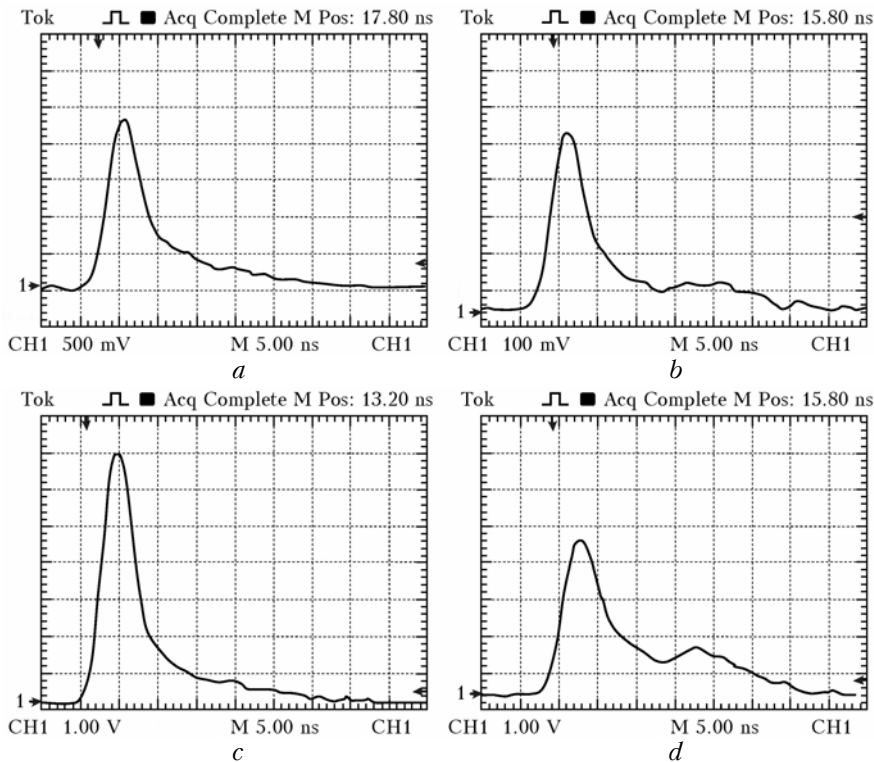 Tok Acq Complete M Pos: 17.80 ns
1
CH1 500 mV M 5.00 ns CH1
a
Tok Acq Complete M Pos: 15.80 ns
1
CH1 100 mV M 5.00 ns CH1
b
Tok Acq Complete M Pos: 13.20 ns
1
CH1 1.00 V M 5.00 ns CH1
c
Tok Acq Complete M Pos: 15.80 ns
1
CH1 1.00 V M 5.00 ns CH1
d